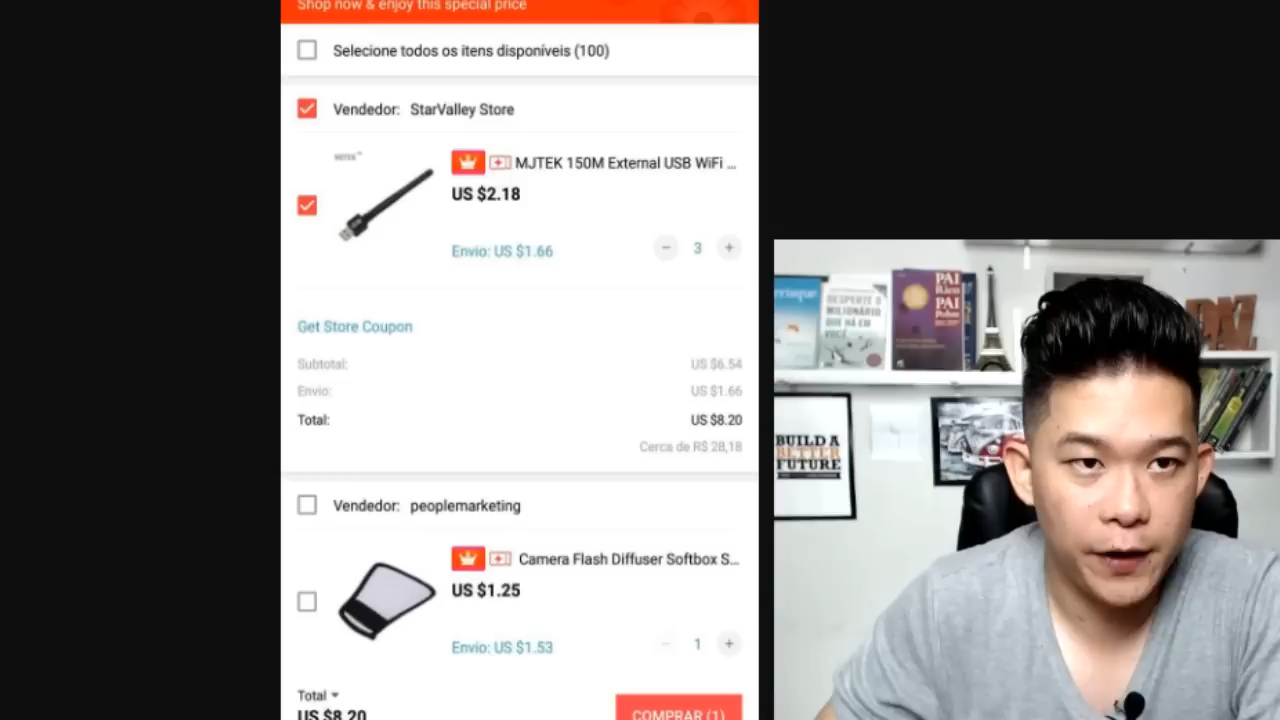 Shop now & enjoy this special price
Selecione todos os itens disponíveis (100)
Vendedor: StarValley Store
MJTEK 150M External USB WiFi ...
US $2.18
Envio: US $1.66
− 3 +
Get Store Coupon
Subtotal: US $6.54
Envio: US $1.66
Total: US $8.20
Cerca de R$ 28,18
Vendedor: peoplemarketing
Camera Flash Diffuser Softbox S...
US $1.25
Envio: US $1.53
− 1 +
Total
US $8.20
COMPRAR (1)
DESPERTE O
MILIONÁRIO
QUE HÁ EM
VOCÊ
PAI
Rico
PAI
Pobre
BUILD A
BETTER
FUTURE